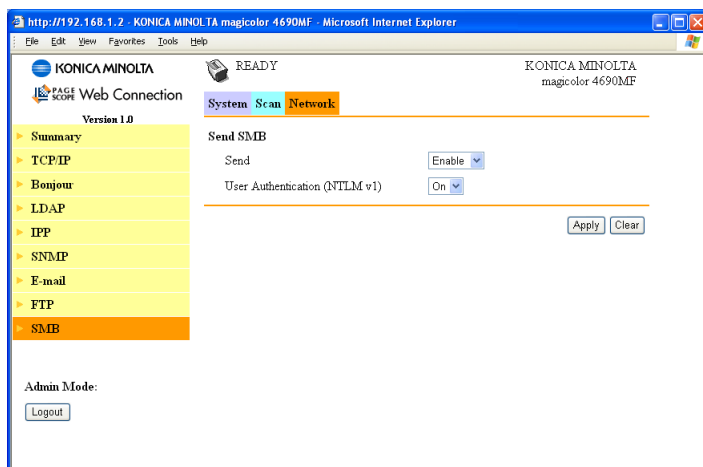 http://192.168.1.2 - KONICA MINOLTA magicolor 4690MF - Microsoft Internet Explorer
File Edit View Favorites Tools Help
KONICA MINOLTA
PAGE SCOPE Web Connection
Version 1.0
READY
KONICA MINOLTA
magicolor 4690MF
System Scan Network
Summary
TCP/IP
Bonjour
LDAP
IPP
SNMP
E-mail
FTP
SMB
Admin Mode:
Logout
Send SMB
Send Enable
User Authentication (NTLM v1) On
Apply Clear